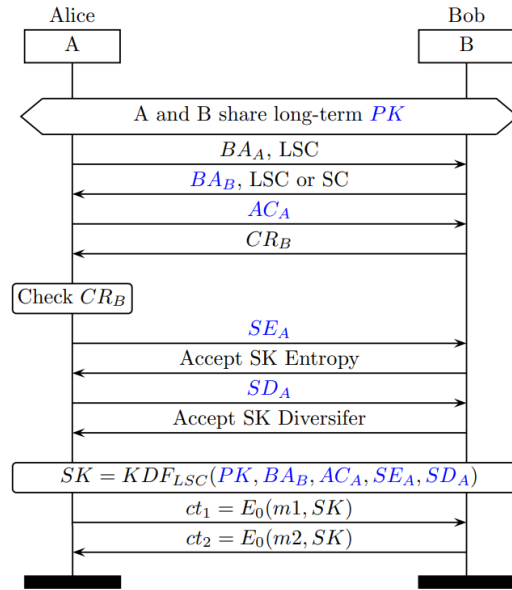 Alice Bob
A B
A and B share long-term PK
BA_A, LSC
BA_B, LSC or SC
AC_A
CR_B
Check CR_B
SE_A
Accept SK Entropy
SD_A
Accept SK Diversifer
SK = KDF_{LSC}(PK, BA_B, AC_A, SE_A, SD_A)
ct_1 = E_0(m1, SK)
ct_2 = E_0(m2, SK)